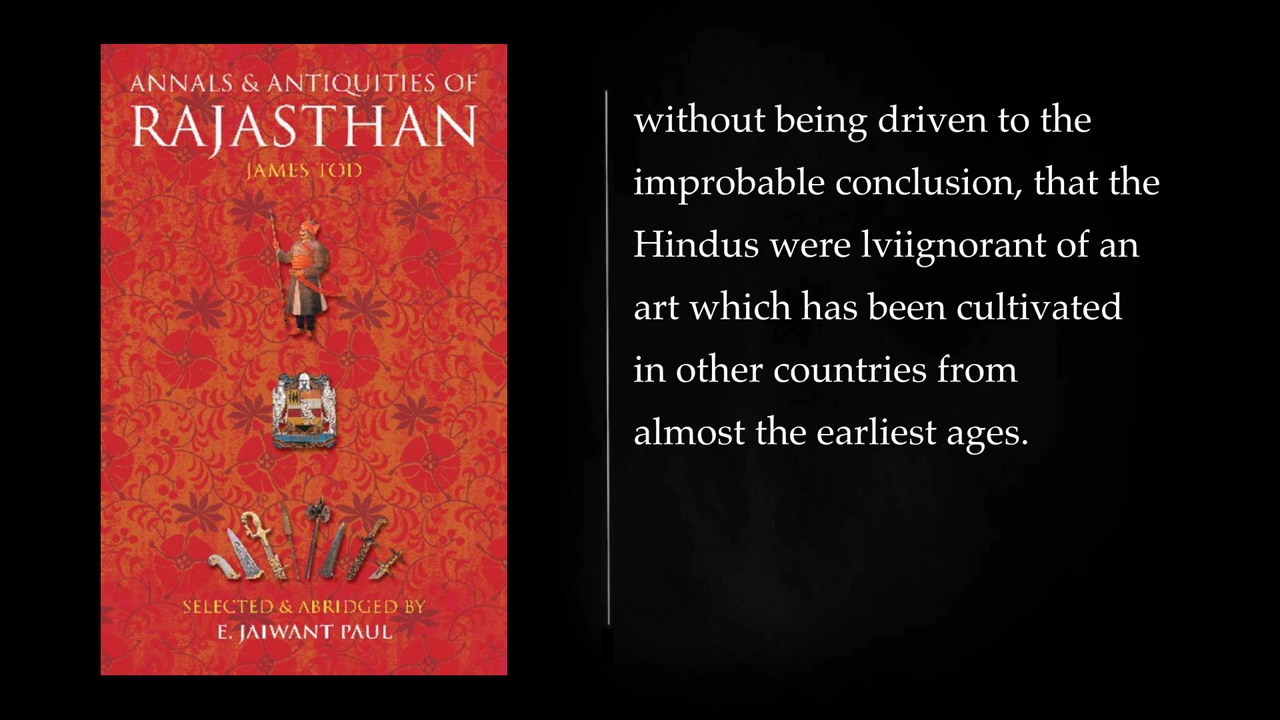 ANNALS & ANTIQUITIES OF
RAJASTHAN
JAMES TOD
SELECTED & ABRIDGED BY
E. JAIWANT PAUL
without being driven to the
improbable conclusion, that the
Hindus were lviiignorant of an
art which has been cultivated
in other countries from
almost the earliest ages.